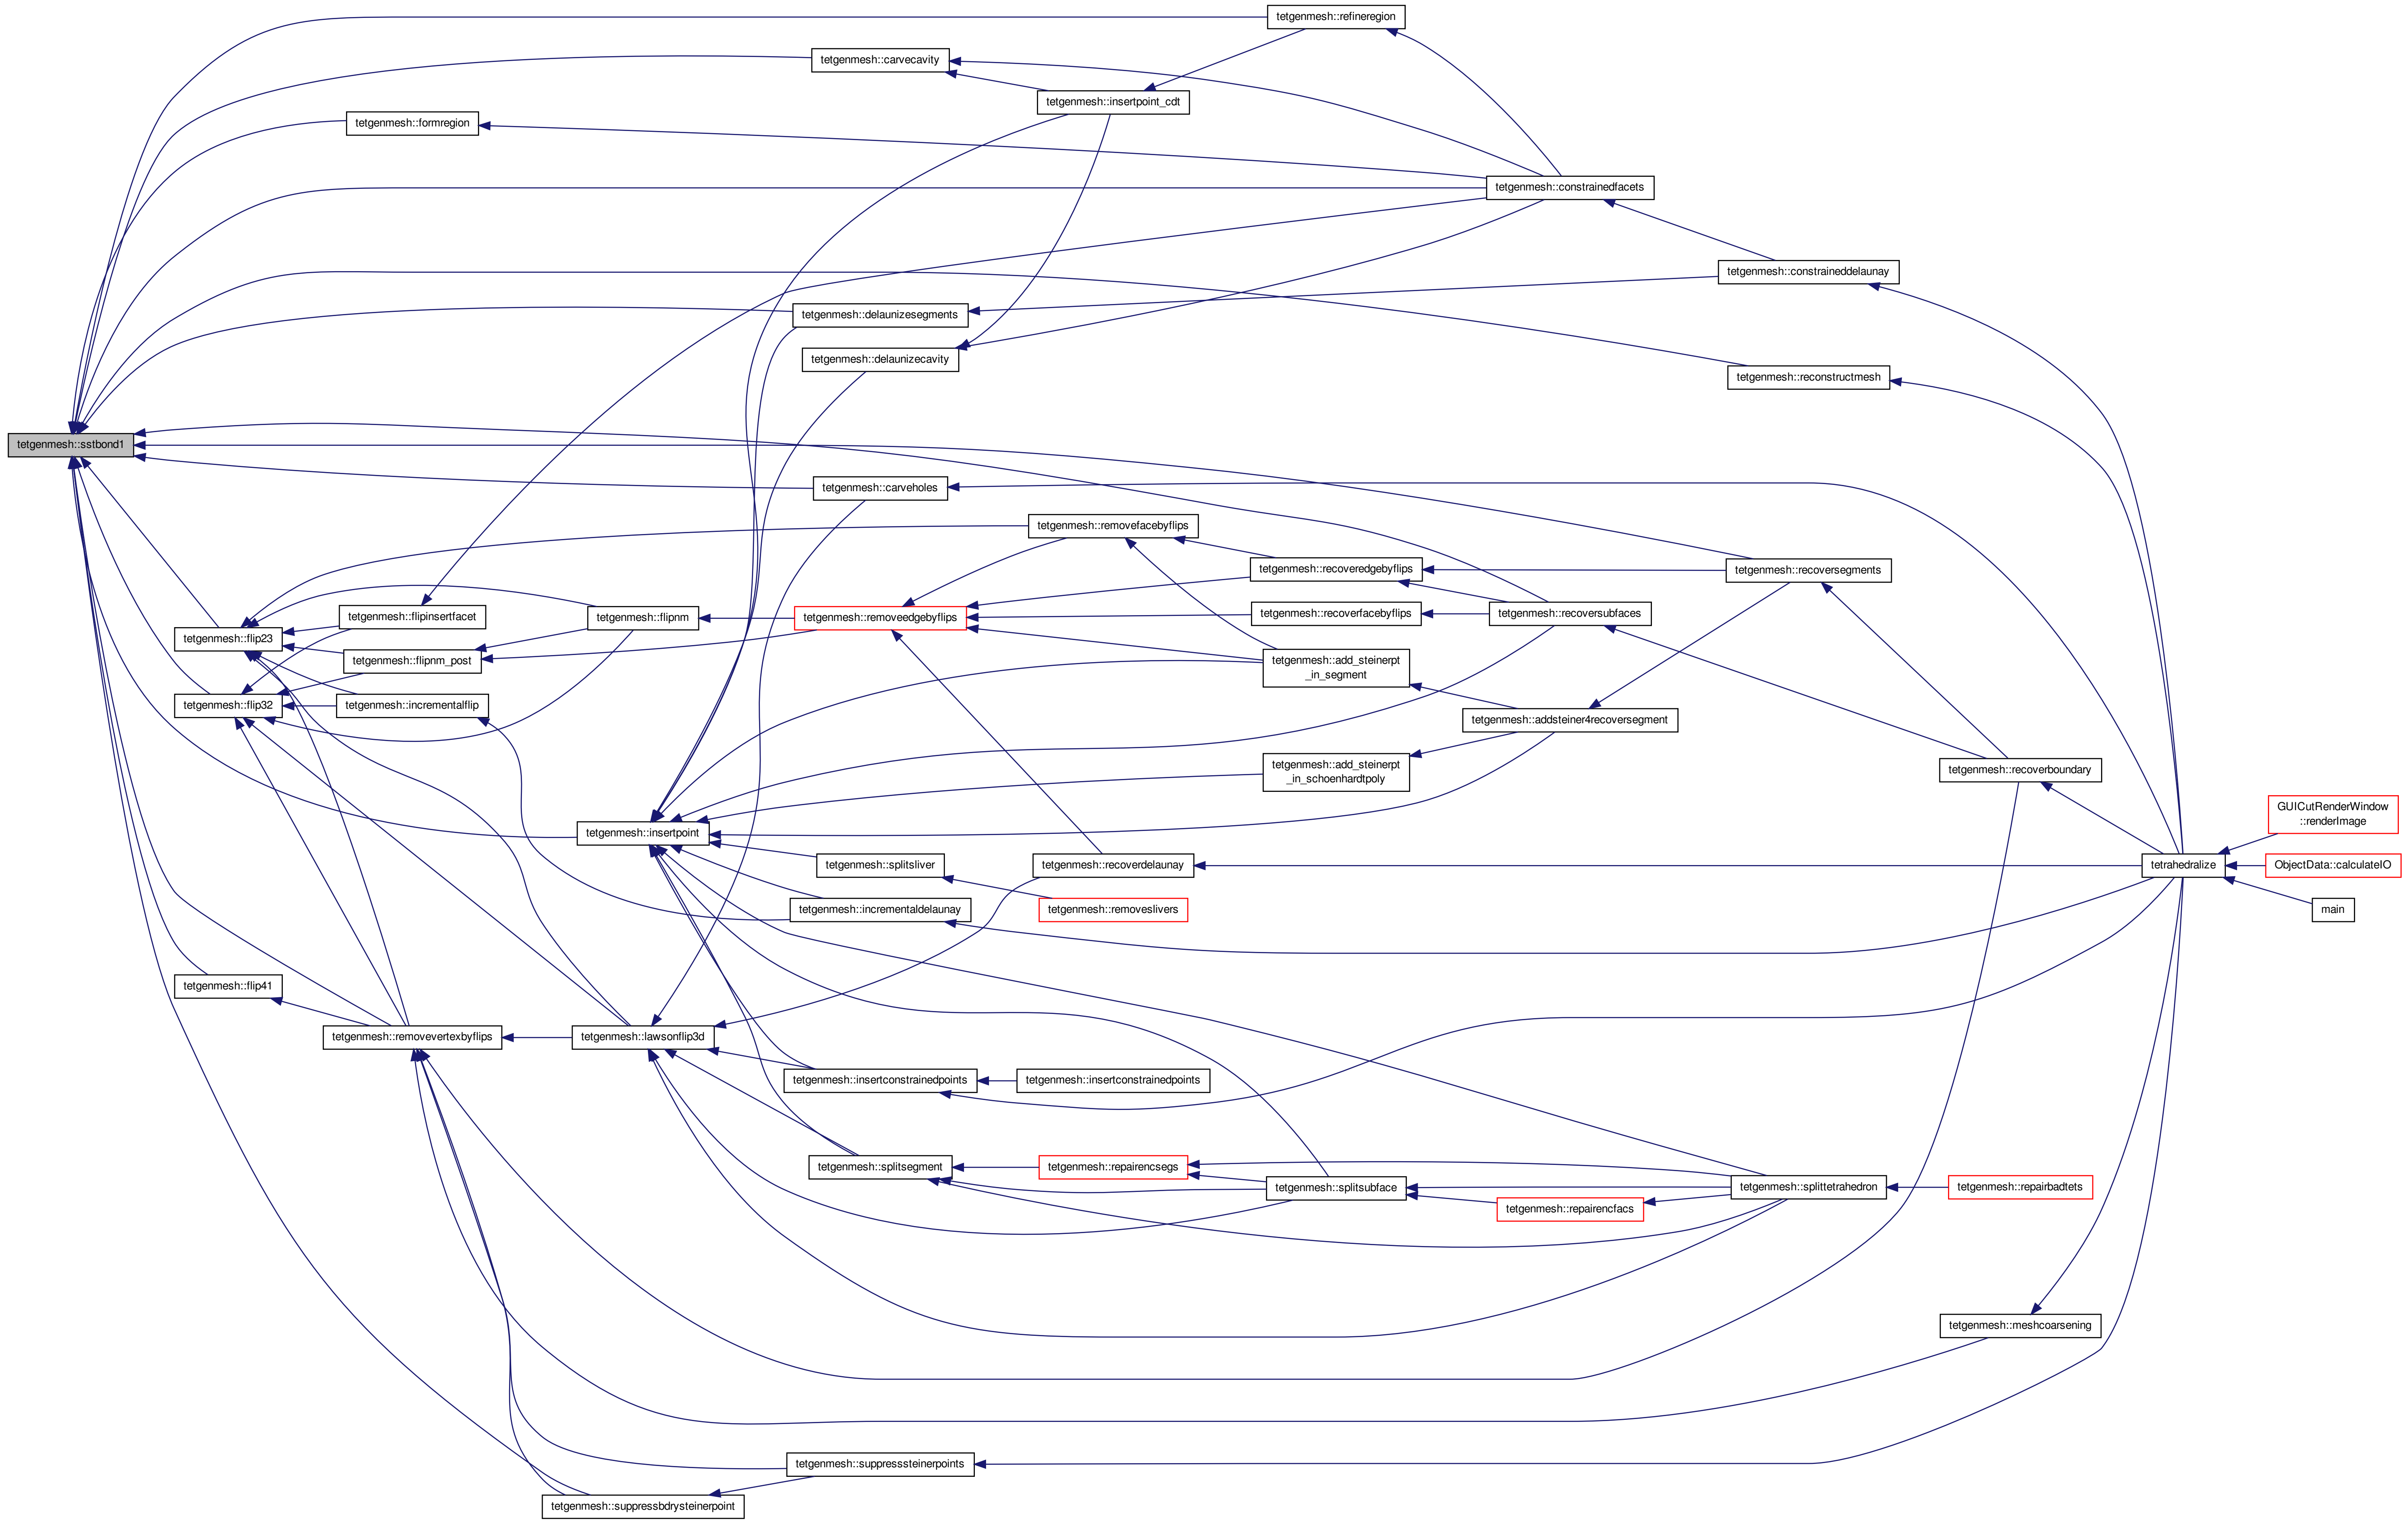 tetgenmesh::refineregion
tetgenmesh::carvecavity
tetgenmesh::insertpoint_cdt
tetgenmesh::formregion
tetgenmesh::constrainedfacets
tetgenmesh::constraineddelaunay
tetgenmesh::delaunizesegments
tetgenmesh::delaunizecavity
tetgenmesh::reconstructmesh
tetgenmesh::sstbond1
tetgenmesh::carveholes
tetgenmesh::removefacebyflips
tetgenmesh::recoveredgebyflips
tetgenmesh::recoversegments
tetgenmesh::flipinsertfacet
tetgenmesh::flipnm
tetgenmesh::removeedgebyflips
tetgenmesh::recoverfacebyflips
tetgenmesh::recoversubfaces
tetgenmesh::flip23
tetgenmesh::flipnm_post
tetgenmesh::add_steinerpt
_in_segment
tetgenmesh::flip32
tetgenmesh::incrementalflip
tetgenmesh::addsteiner4recoversegment
tetgenmesh::add_steinerpt
_in_schoenhardtpoly
tetgenmesh::recoverboundary
GUICutRenderWindow
::renderImage
tetgenmesh::insertpoint
tetgenmesh::splitsliver
tetgenmesh::recoverdelaunay
tetrahedralize
ObjectData::calculateIO
tetgenmesh::incrementaldelaunay
tetgenmesh::removeslivers
main
tetgenmesh::flip41
tetgenmesh::removevertexbyflips
tetgenmesh::lawsonflip3d
tetgenmesh::insertconstrainedpoints
tetgenmesh::insertconstrainedpoints
tetgenmesh::splitsegment
tetgenmesh::repairencsegs
tetgenmesh::splitsubface
tetgenmesh::splittetrahedron
tetgenmesh::repairbadtets
tetgenmesh::repairencfacs
tetgenmesh::meshcoarsening
tetgenmesh::suppresssteinerpoints
tetgenmesh::suppressbdrysteinerpoint